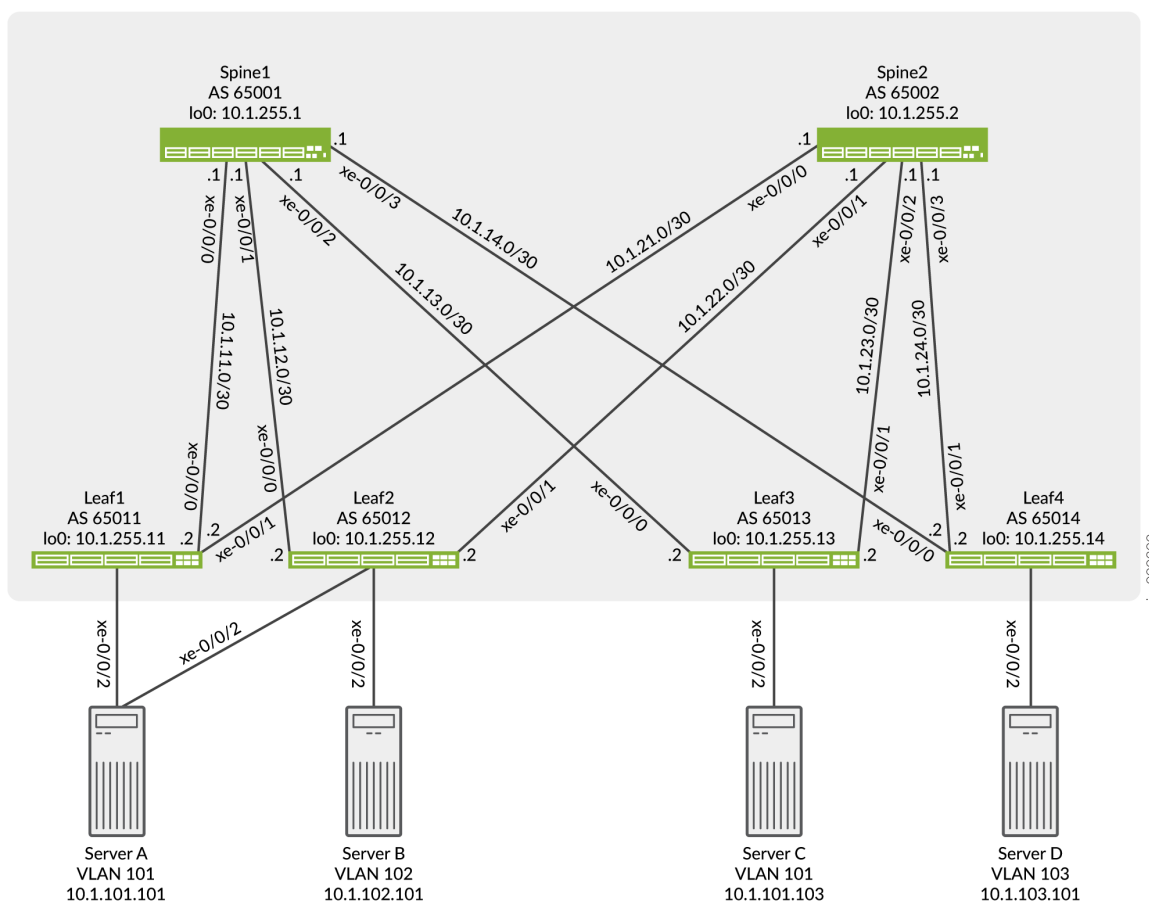 Spine1
AS 65001
lo0: 10.1.255.1
Spine2
AS 65002
lo0: 10.1.255.2
.1
.1
.1
.1
.1
.1
.1
.1
xe-0/0/0
xe-0/0/1
xe-0/0/2
xe-0/0/3
xe-0/0/0
xe-0/0/1
xe-0/0/2
xe-0/0/3
10.1.11.0/30
10.1.12.0/30
10.1.13.0/30
10.1.14.0/30
10.1.21.0/30
10.1.22.0/30
10.1.23.0/30
10.1.24.0/30
xe-0/0/0
xe-0/0/1
xe-0/0/0
xe-0/0/1
xe-0/0/0
xe-0/0/1
xe-0/0/0
xe-0/0/1
Leaf1
AS 65011
lo0: 10.1.255.11
.2
.2
Leaf2
AS 65012
lo0: 10.1.255.12
.2
.2
Leaf3
AS 65013
lo0: 10.1.255.13
.2
.2
Leaf4
AS 65014
lo0: 10.1.255.14
.2
.2
xe-0/0/2
xe-0/0/2
xe-0/0/2
xe-0/0/2
xe-0/0/2
Server A
VLAN 101
10.1.101.101
Server B
VLAN 102
10.1.102.101
Server C
VLAN 101
10.1.101.103
Server D
VLAN 103
10.1.103.101